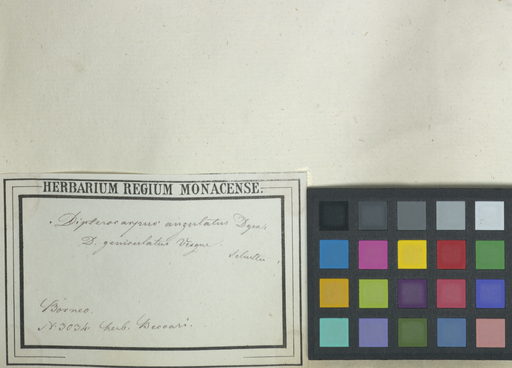 HERBARIUM REGIUM MONACENSE.
Dipterocarpus angulatus Dyer.
D. geniculatus Vesque
Borneo.
N. 3034 herb. Beccari.